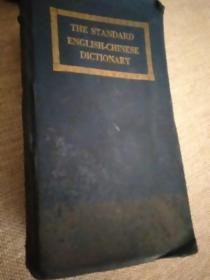 THE STANDARD
ENGLISH-CHINESE
DICTIONARY